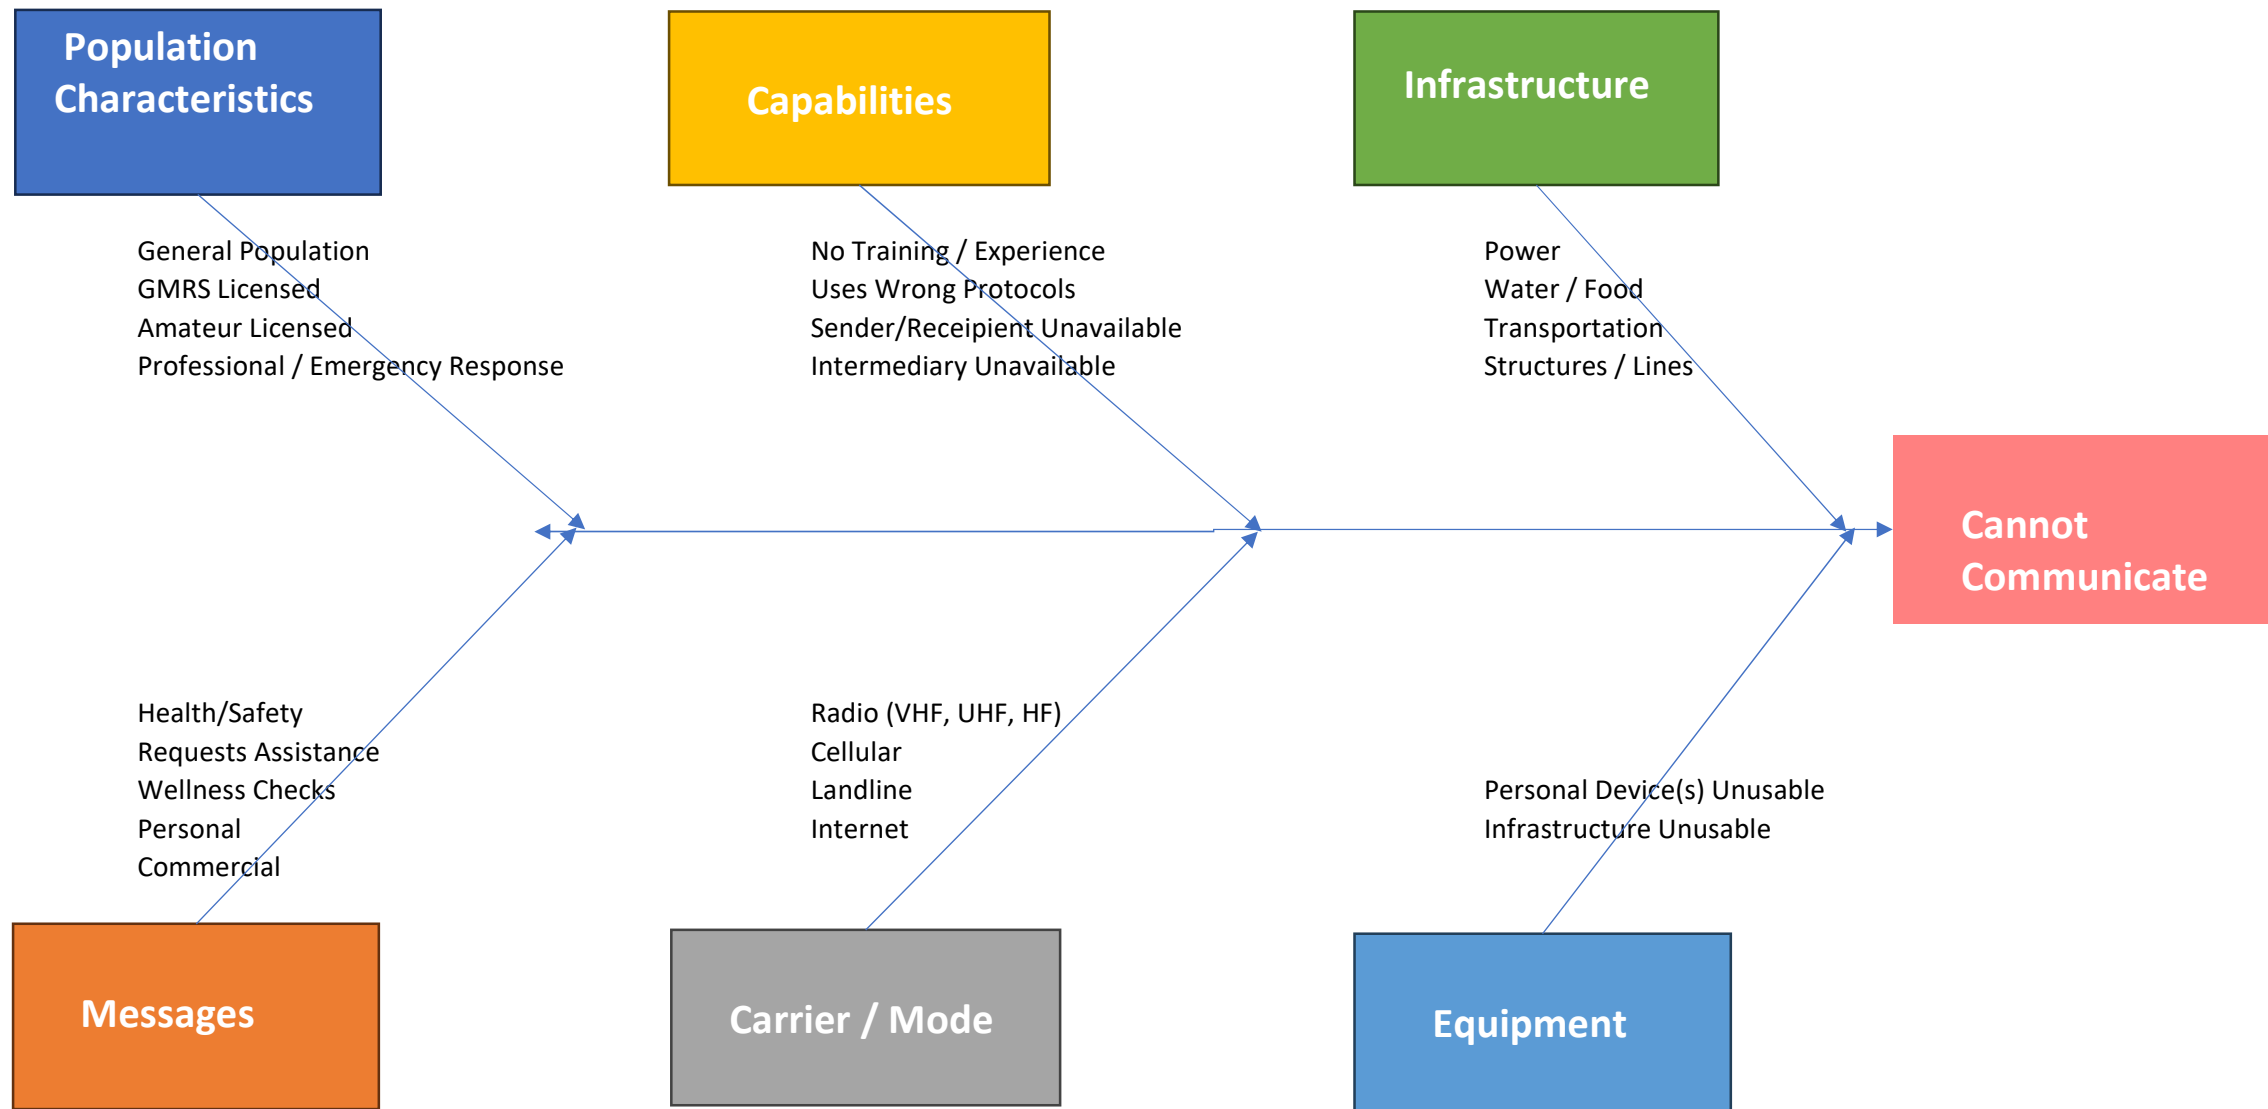 Population
Characteristics
Capabilities
Infrastructure
General Population
GMRS Licensed
Amateur Licensed
Professional / Emergency Response
No Training / Experience
Uses Wrong Protocols
Sender/Receipient Unavailable
Intermediary Unavailable
Power
Water / Food
Transportation
Structures / Lines
Cannot
Communicate
Health/Safety
Requests Assistance
Wellness Checks
Personal
Commercial
Radio (VHF, UHF, HF)
Cellular
Landline
Internet
Personal Device(s) Unusable
Infrastructure Unusable
Messages
Carrier / Mode
Equipment